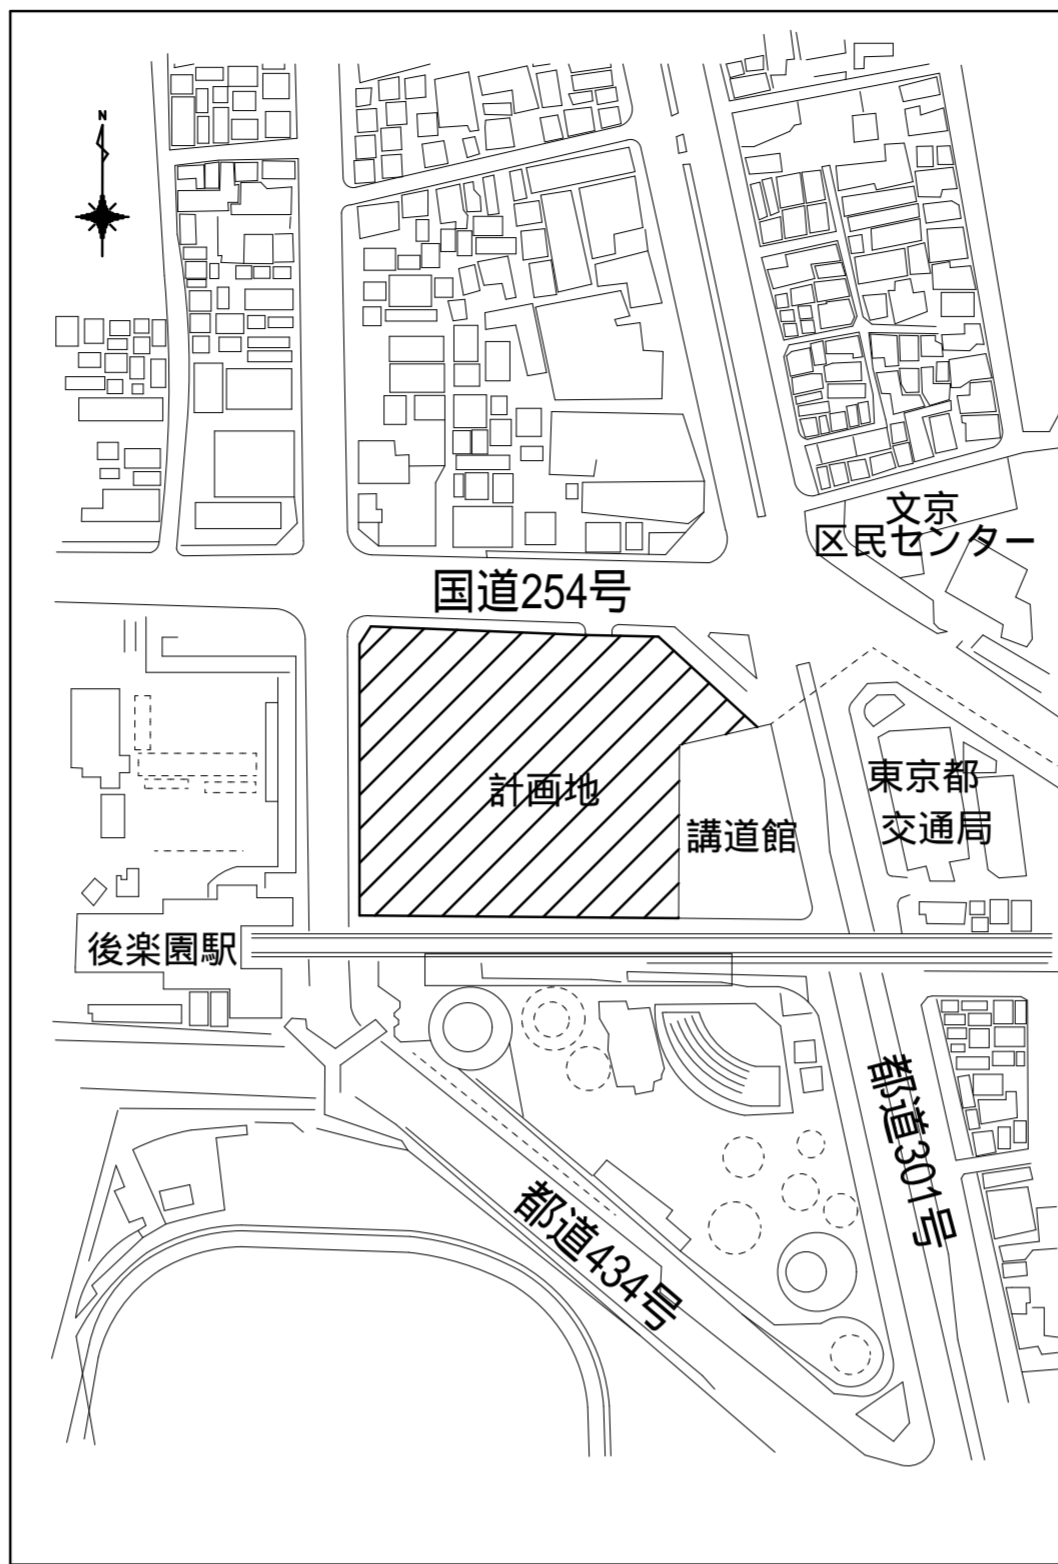 N
文京
区民センター
国道254号
計画地
東京都
交通局
講道館
後楽園駅
都道301号
都道434号